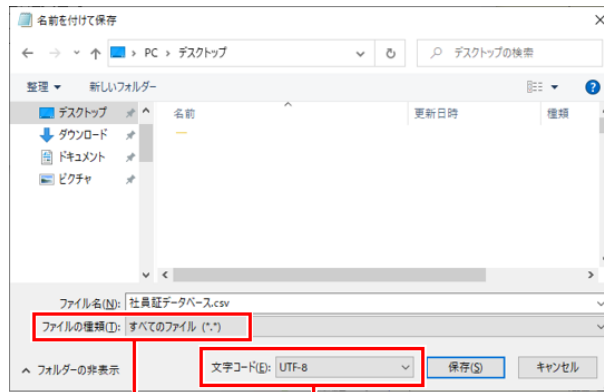 名前を付けて保存
PC › デスクトップ
デスクトップの検索
整理
新しいフォルダー
デスクトップ
ダウンロード
ドキュメント
ピクチャ
名前
更新日時
種類
ファイル名(N): 社員証データベース.csv
ファイルの種類(T): すべてのファイル (*.*)
フォルダーの非表示
文字コード(E): UTF-8
保存(S)
キャンセル